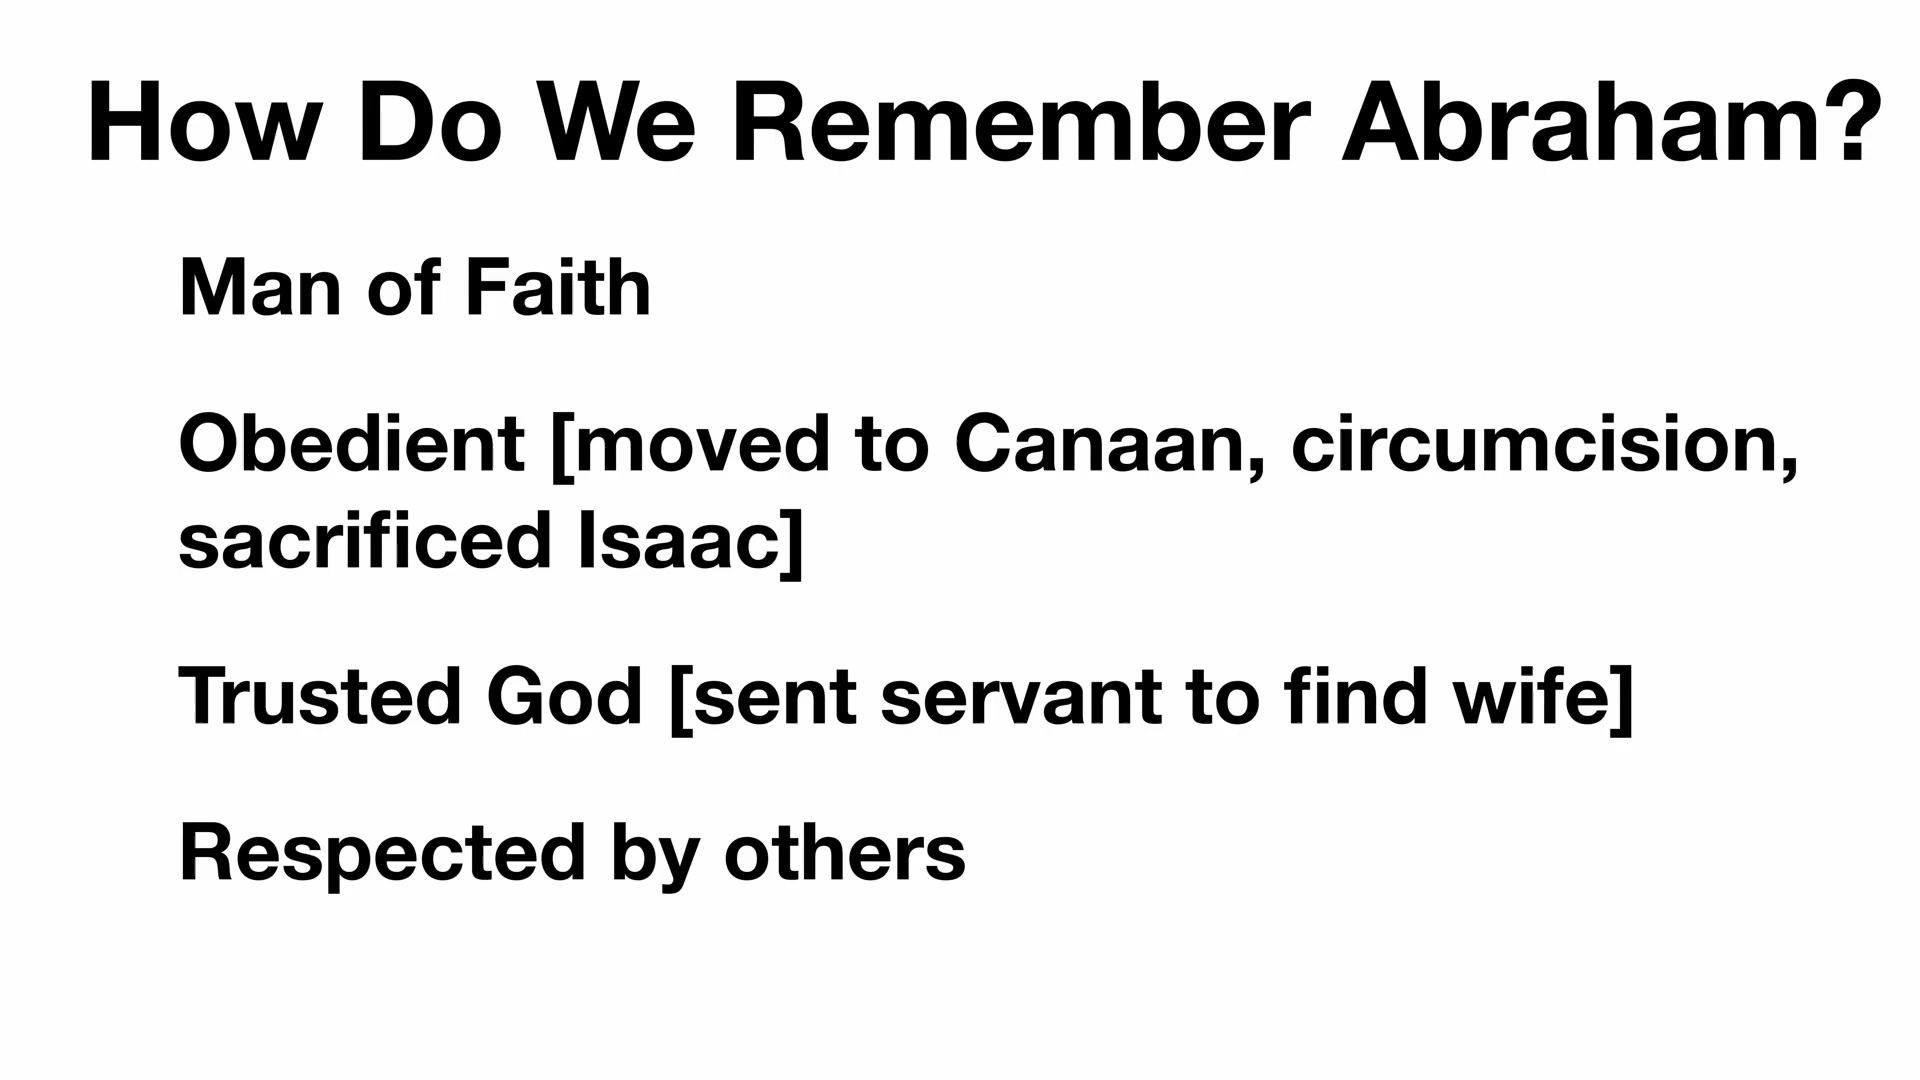 How Do We Remember Abraham?
Man of Faith
Obedient [moved to Canaan, circumcision,
sacrificed Isaac]
Trusted God [sent servant to find wife]
Respected by others